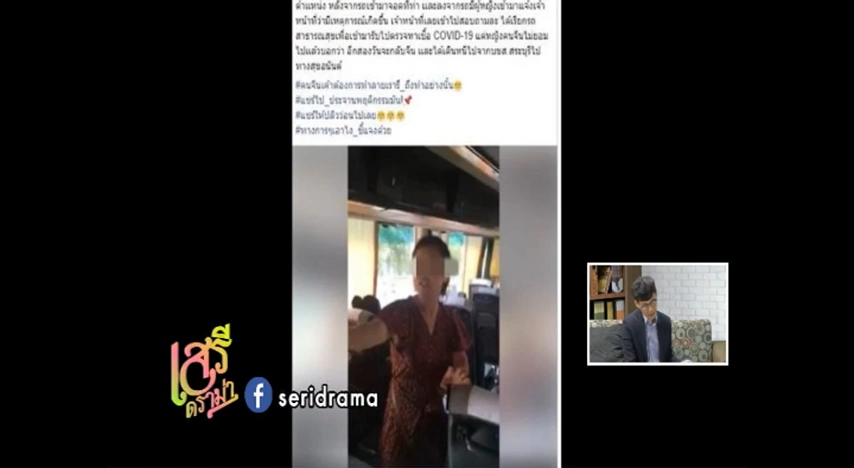 ตำแหน่ง หลังจากรถเข้ามาจอดที่ท่า และลงจากรถมีผู้หญิงเข้ามาแจ้งเจ้า
หน้าที่ว่ามีเหตุการณ์เกิดขึ้น เจ้าหน้าที่เลยเข้าไปสอบถามละ ได้เรียกรถ
สาธารณสุขเพื่อเข้ามารับไปตรวจหาเชื้อ COVID-19 แต่หญิงคนจีนไม่ยอม
ไปแล้วบอกว่า อีกสองวันจะกลับจีน และได้เดินหนีไปจากบขส สระบุรีไป
ทางสุขอนันต์
#คนจีนเค้าต้องการทำลายเรารึ_ถึงทำอย่างนั้น
#แชร์ไป_ประจานพฤติกรรมมัน!
#แชร์ให้ปลิวว่อนไปเลย
#ทางการๆเอาไง_ชี้แจงด้วย
เสรี
ดราม่า
f seridrama